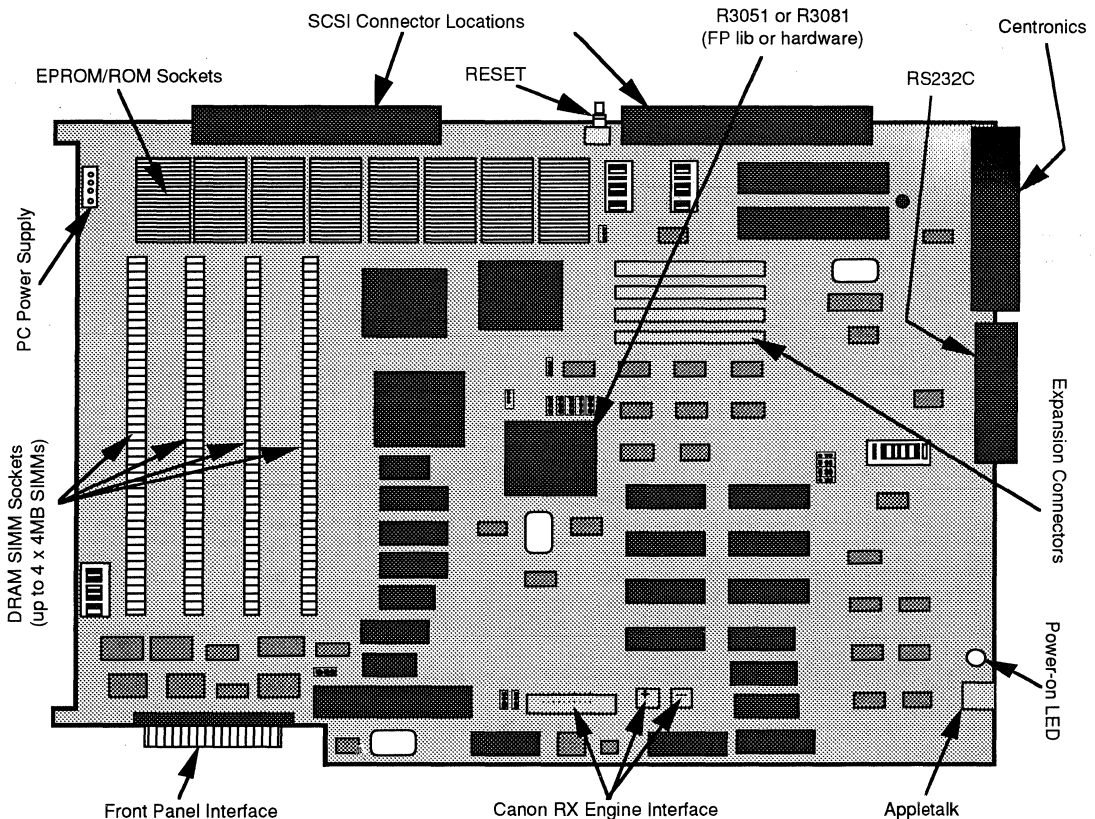 SCSI Connector Locations
R3051 or R3081
(FP lib or hardware)
Centronics
EPROM/ROM Sockets
RESET
RS232C
PC Power Supply
Expansion Connectors
DRAM SIMM Sockets
(up to 4 x 4MB SIMMs)
Power-on LED
Front Panel Interface
Canon RX Engine Interface
Appletalk